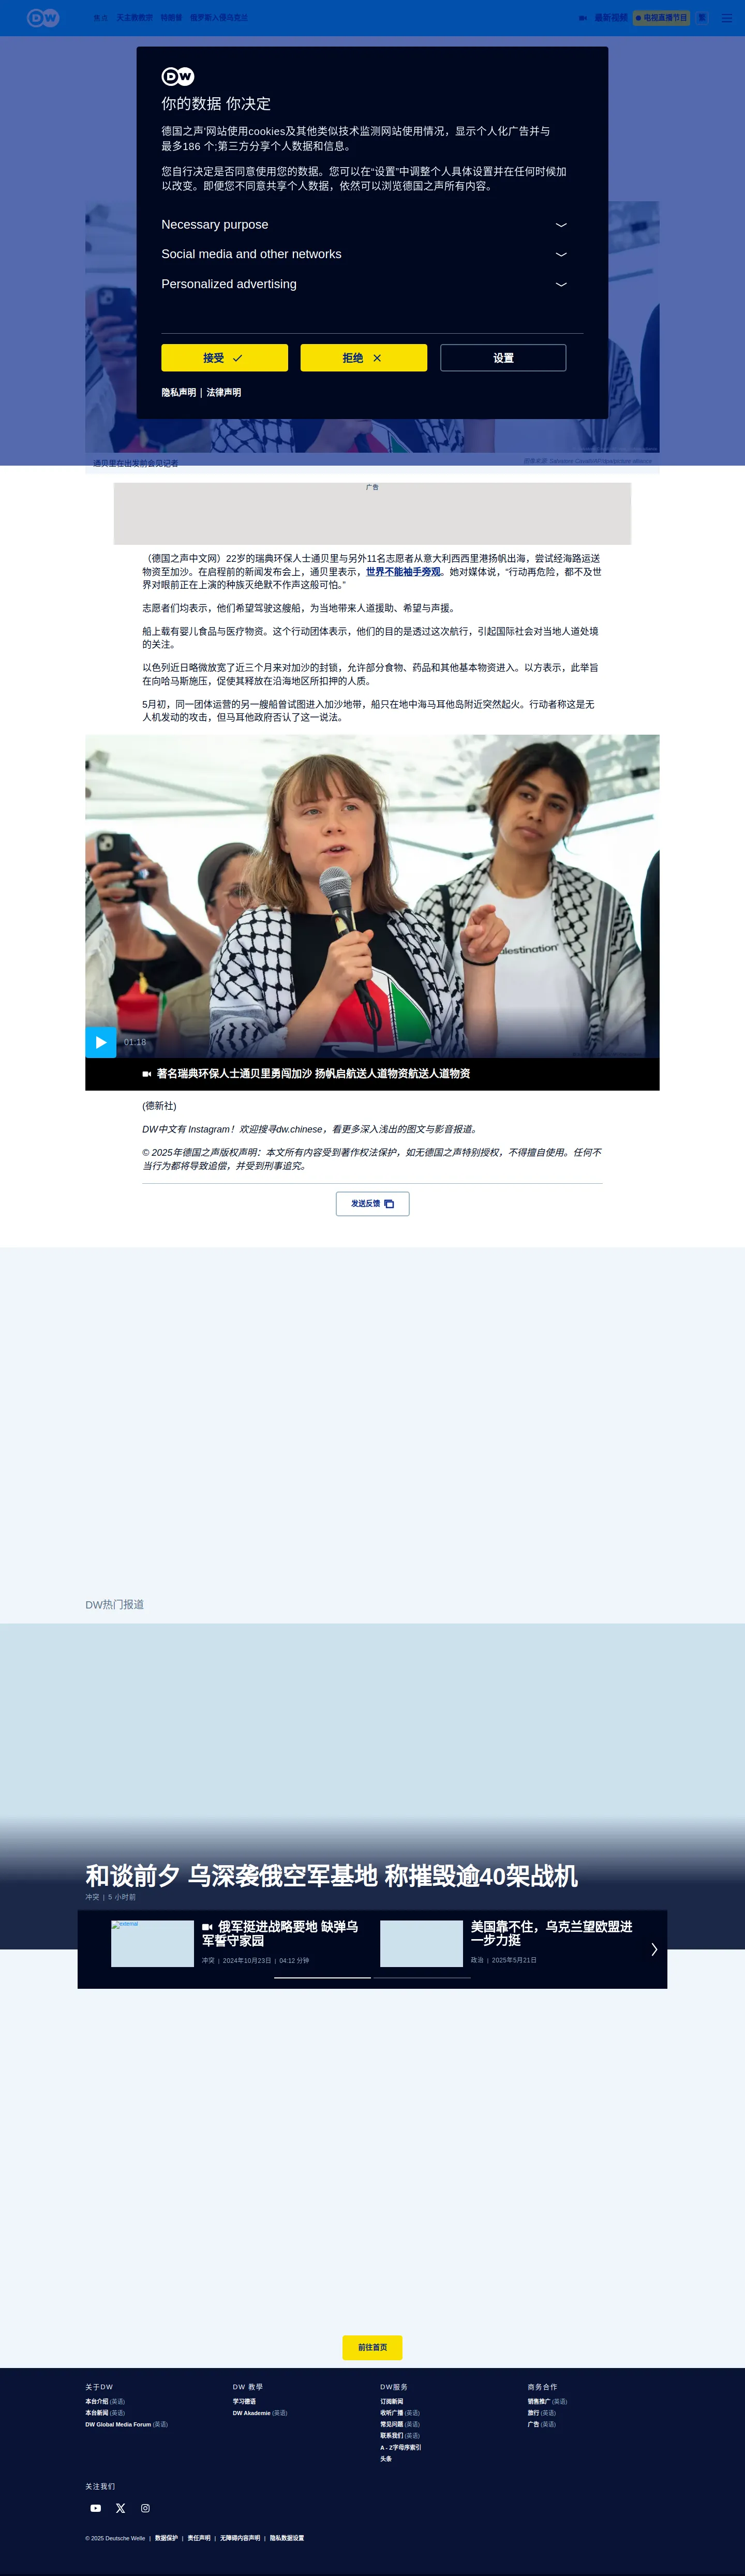 DW
焦点 天主教教宗 特朗普 俄罗斯入侵乌克兰 最新视频 电视直播节目 繁
DW
你的数据 你决定
德国之声'网站使用cookies及其他类似技术监测网站使用情况，显示个人化广告并与
最多186 个;第三方分享个人数据和信息。
您自行决定是否同意使用您的数据。您可以在“设置”中调整个人具体设置并在任何时候加
以改变。即便您不同意共享个人数据，依然可以浏览德国之声所有内容。
Necessary purpose
Social media and other networks
Personalized advertising
接受 拒绝 设置
隐私声明 | 法律声明
通贝里在出发前会见记者
广告
（德国之声中文网）22岁的瑞典环保人士通贝里与另外11名志愿者从意大利西西里港扬帆出海，尝试经海路运送
物资至加沙。在启程前的新闻发布会上，通贝里表示，世界不能袖手旁观。她对媒体说，“行动再危险，都不及世
界对眼前正在上演的种族灭绝默不作声这般可怕。”
志愿者们均表示，他们希望驾驶这艘船，为当地带来人道援助、希望与声援。
船上载有婴儿食品与医疗物资。这个行动团体表示，他们的目的是透过这次航行，引起国际社会对当地人道处境
的关注。
以色列近日略微放宽了近三个月来对加沙的封锁，允许部分食物、药品和其他基本物资进入。以方表示，此举旨
在向哈马斯施压，促使其释放在沿海地区所扣押的人质。
5月初，同一团体运营的另一艘船曾试图进入加沙地带，船只在地中海马耳他岛附近突然起火。行动者称这是无
人机发动的攻击，但马耳他政府否认了这一说法。
alestination”
01:18
著名瑞典环保人士通贝里勇闯加沙 扬帆启航送人道物资航送人道物资
(德新社)
DW中文有 Instagram！欢迎搜寻dw.chinese，看更多深入浅出的图文与影音报道。
© 2025年德国之声版权声明：本文所有内容受到著作权法保护，如无德国之声特别授权，不得擅自使用。任何不
当行为都将导致追偿，并受到刑事追究。
发送反馈
DW热门报道
和谈前夕 乌深袭俄空军基地 称摧毁逾40架战机
冲突 | 5 小时前
external
俄军挺进战略要地 缺弹乌
军誓守家园
冲突 | 2024年10月23日 | 04:12 分钟
美国靠不住，乌克兰望欧盟进
一步力挺
政治 | 2025年5月21日
前往首页
关于DW
本台介绍 (英语)
本台新闻 (英语)
DW Global Media Forum (英语)
DW 教學
学习德语
DW Akademie (英语)
DW服务
订阅新闻
收听广播 (英语)
常见问题 (英语)
联系我们 (英语)
A - Z字母序索引
头条
商务合作
销售推广 (英语)
旅行 (英语)
广告 (英语)
关注我们
© 2025 Deutsche Welle | 数据保护 | 责任声明 | 无障碍内容声明 | 隐私数据设置